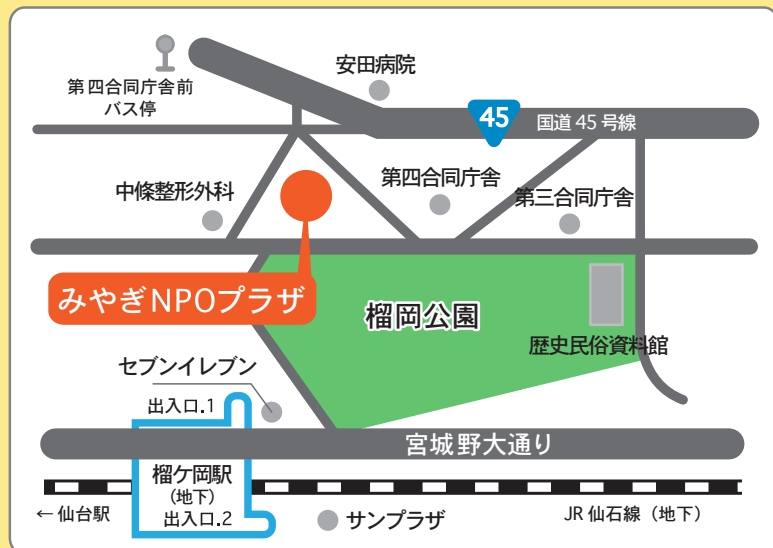 安田病院
第四合同庁舎前
バス停
45
国道45号線
中條整形外科
第四合同庁舎
第三合同庁舎
みやぎNPOプラザ
榴岡公園
歴史民俗資料館
セブンイレブン
出入口.1
宮城野大通り
榴ケ岡駅
(地下)
出入口.2
←仙台駅
サンプラザ
JR仙石線（地下）